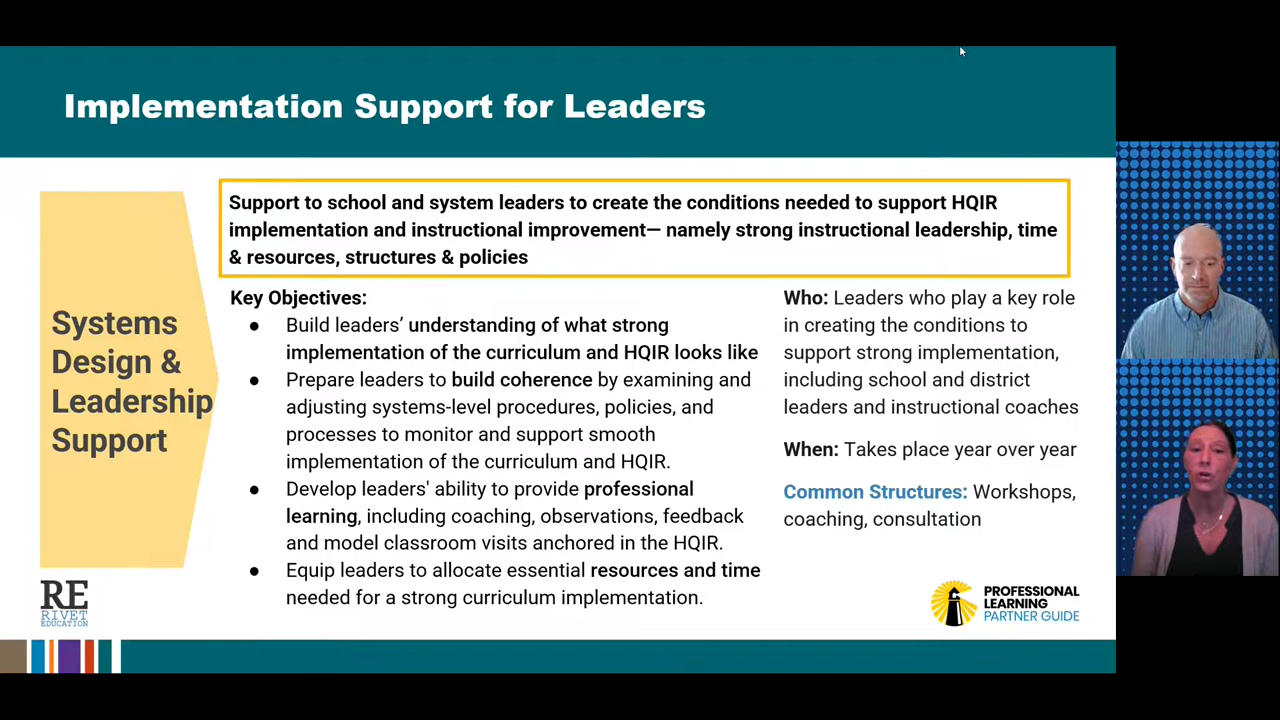 Implementation Support for Leaders
Support to school and system leaders to create the conditions needed to support HQIR
implementation and instructional improvement— namely strong instructional leadership, time
& resources, structures & policies
Systems
Design &
Leadership
Support
Key Objectives:
● Build leaders’ understanding of what strong
implementation of the curriculum and HQIR looks like
● Prepare leaders to build coherence by examining and
adjusting systems-level procedures, policies, and
processes to monitor and support smooth
implementation of the curriculum and HQIR.
● Develop leaders' ability to provide professional
learning, including coaching, observations, feedback
and model classroom visits anchored in the HQIR.
● Equip leaders to allocate essential resources and time
needed for a strong curriculum implementation.
Who: Leaders who play a key role
in creating the conditions to
support strong implementation,
including school and district
leaders and instructional coaches
When: Takes place year over year
Common Structures: Workshops,
coaching, consultation
RE
RIVET
EDUCATION
PROFESSIONAL
LEARNING
PARTNER GUIDE